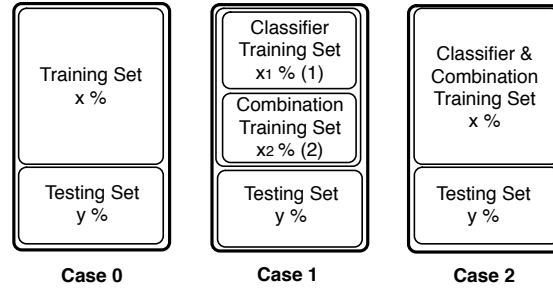 Training Set
x %
Testing Set
y %
Case 0
Classifier
Training Set
x1 % (1)
Combination
Training Set
x2 % (2)
Testing Set
y %
Case 1
Classifier &
Combination
Training Set
x %
Testing Set
y %
Case 2